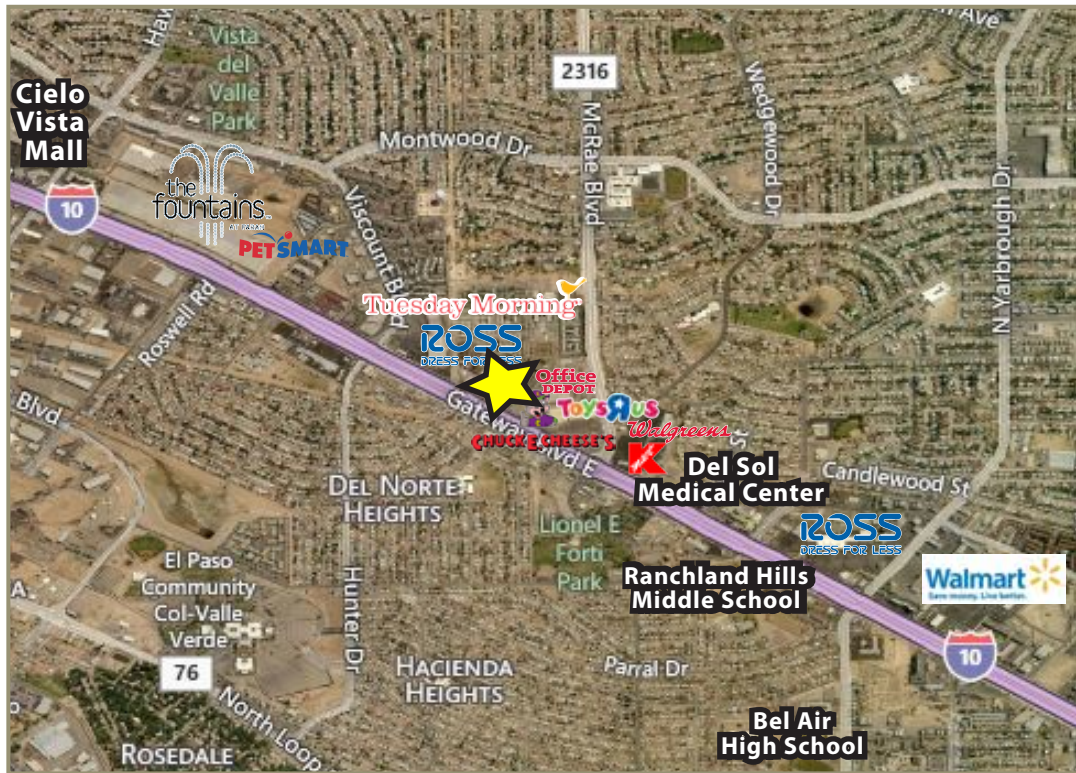 Vista
del
Valle
Park
Cielo
Vista
Mall
2316
McRae Blvd
Wedgewood Dr
Montwood Dr
N Yarbrough Dr
10
the
fountains
PETSMART
Viscount Blvd
Roswell Rd
Tuesday Morning
ROSS
DRESS FOR LESS
Office
DEPOT
TOYS R US
CHUCK E. CHEESE'S
Walgreens
K
Gateway Blvd E
Blvd
St
Del Sol
Medical Center
Candlewood St
DEL NORTE
HEIGHTS
Lionel E
Forti
Park
ROSS
DRESS FOR LESS
Walmart
Save money. Live better.
Ranchland Hills
Middle School
El Paso
Community
Col-Valle
Verde
Hunter Dr
A.
76
North Loop
HACIENDA
HEIGHTS
Parral Dr
10
Bel Air
High School
ROSEDALE